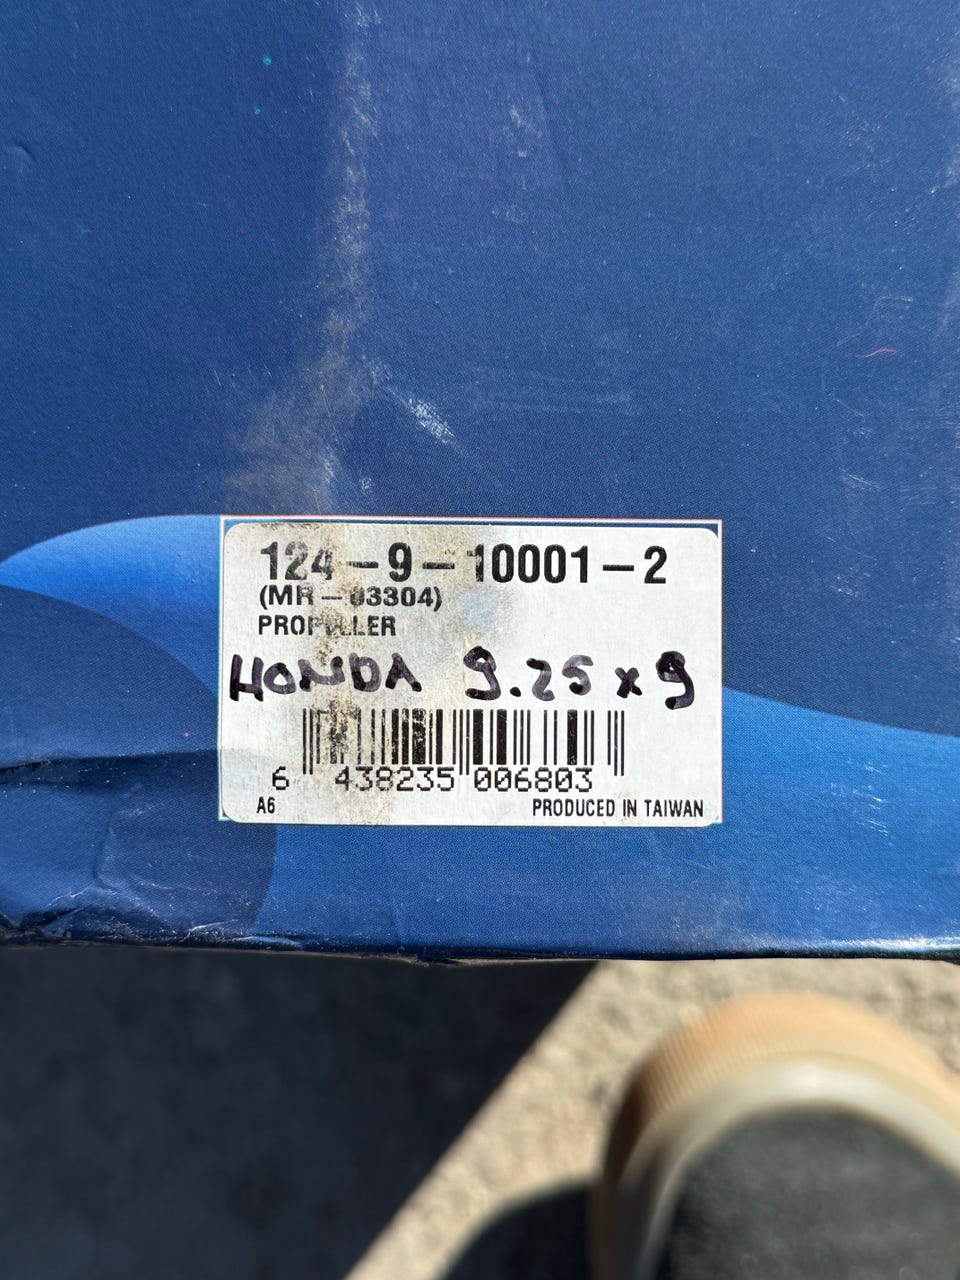 124-9-10001-2
(MR-03304)
PROPELLER
HONDA 9.25 x 9
6 438235 006803
A6 PRODUCED IN TAIWAN